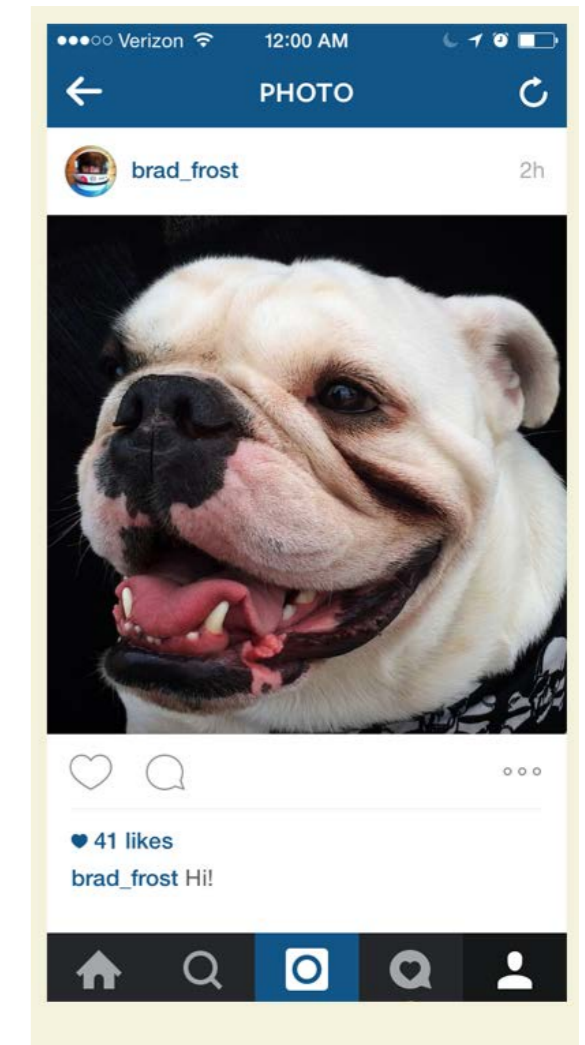 Verizon 12:00 AM
PHOTO
brad_frost 2h
41 likes
brad_frost Hi!